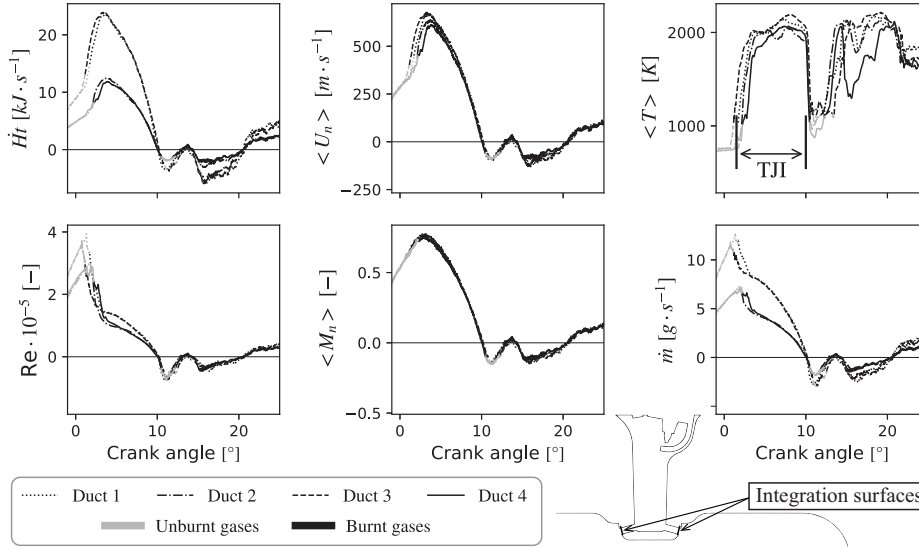 Ḣt [kJ · s⁻¹]
20
10
0
< U_n > [m · s⁻¹]
500
250
0
−250
< T > [K]
2000
1000
TJI
Re · 10⁻⁵ [−]
4
2
0
0 10 20
Crank angle [°]
< M_n > [−]
0.5
0.0
−0.5
0 10 20
Crank angle [°]
ṁ [g · s⁻¹]
10
5
0
0 10 20
Crank angle [°]
Duct 1 Duct 2 Duct 3 Duct 4
Unburnt gases Burnt gases
Integration surfaces